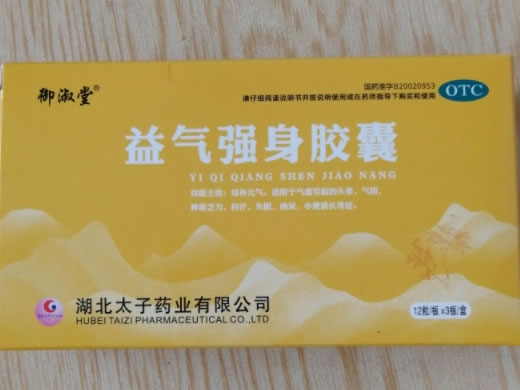 御淑堂®
国药准字B20020953
请仔细阅读说明书并按说明使用或在药师指导下购买和使用
OTC
益气强身胶囊
YI QI QIANG SHEN JIAO NANG
功能主治：培补元气。适用于气虚引起的头晕，气短，
神疲乏力，自汗，失眠，纳呆，小便清长等症。
湖北太子药业有限公司
HUBEI TAIZI PHARMACEUTICAL CO.,LTD
12粒/板 x3板/盒